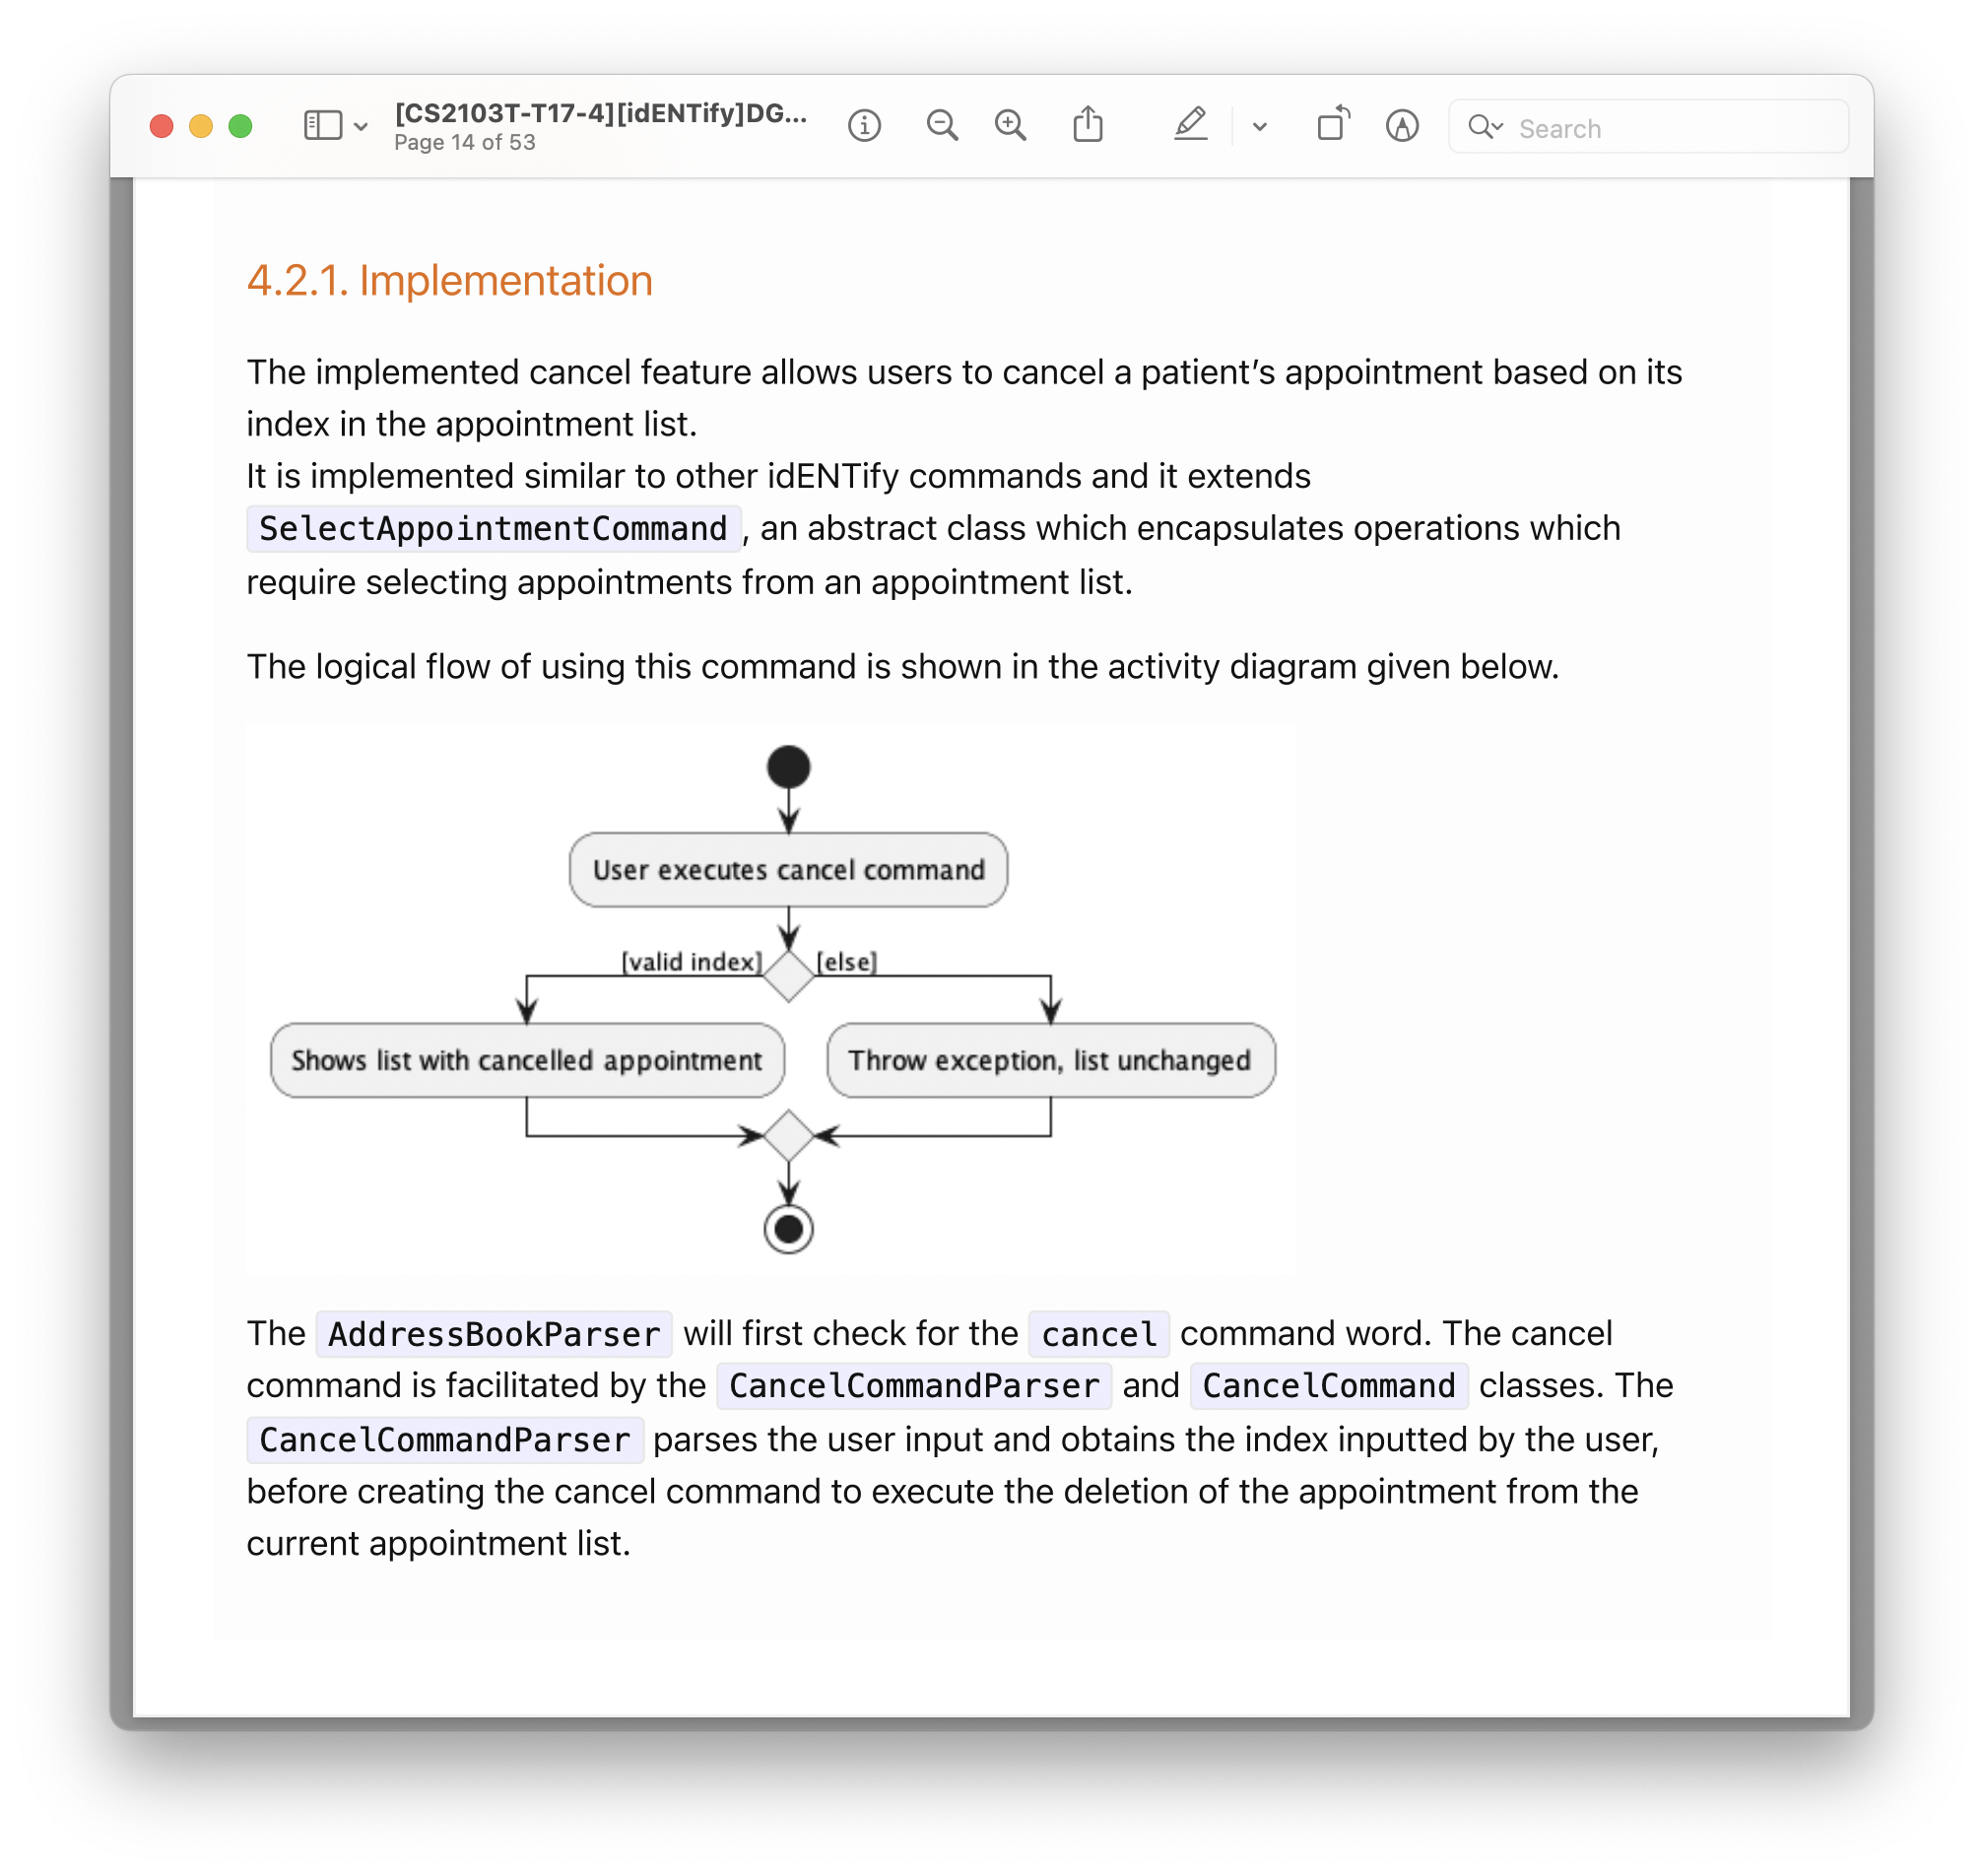 [CS2103T-T17-4][idENTify]DG...
Page 14 of 53
Search
4.2.1. Implementation
The implemented cancel feature allows users to cancel a patient’s appointment based on its
index in the appointment list.
It is implemented similar to other idENTify commands and it extends
SelectAppointmentCommand, an abstract class which encapsulates operations which
require selecting appointments from an appointment list.
The logical flow of using this command is shown in the activity diagram given below.
User executes cancel command
[valid index] [else]
Shows list with cancelled appointment
Throw exception, list unchanged
The AddressBookParser will first check for the cancel command word. The cancel
command is facilitated by the CancelCommandParser and CancelCommand classes. The
CancelCommandParser parses the user input and obtains the index inputted by the user,
before creating the cancel command to execute the deletion of the appointment from the
current appointment list.